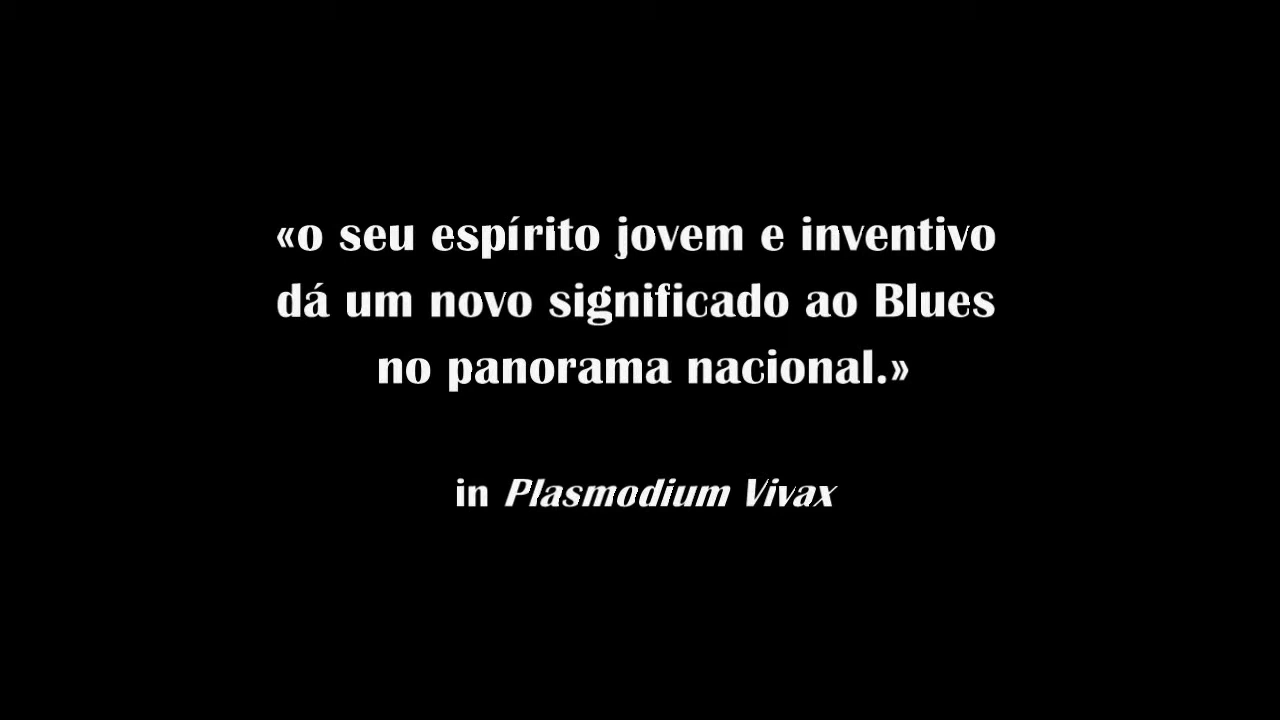 «o seu espírito jovem e inventivo
dá um novo significado ao Blues
no panorama nacional.»
in Plasmodium Vivax